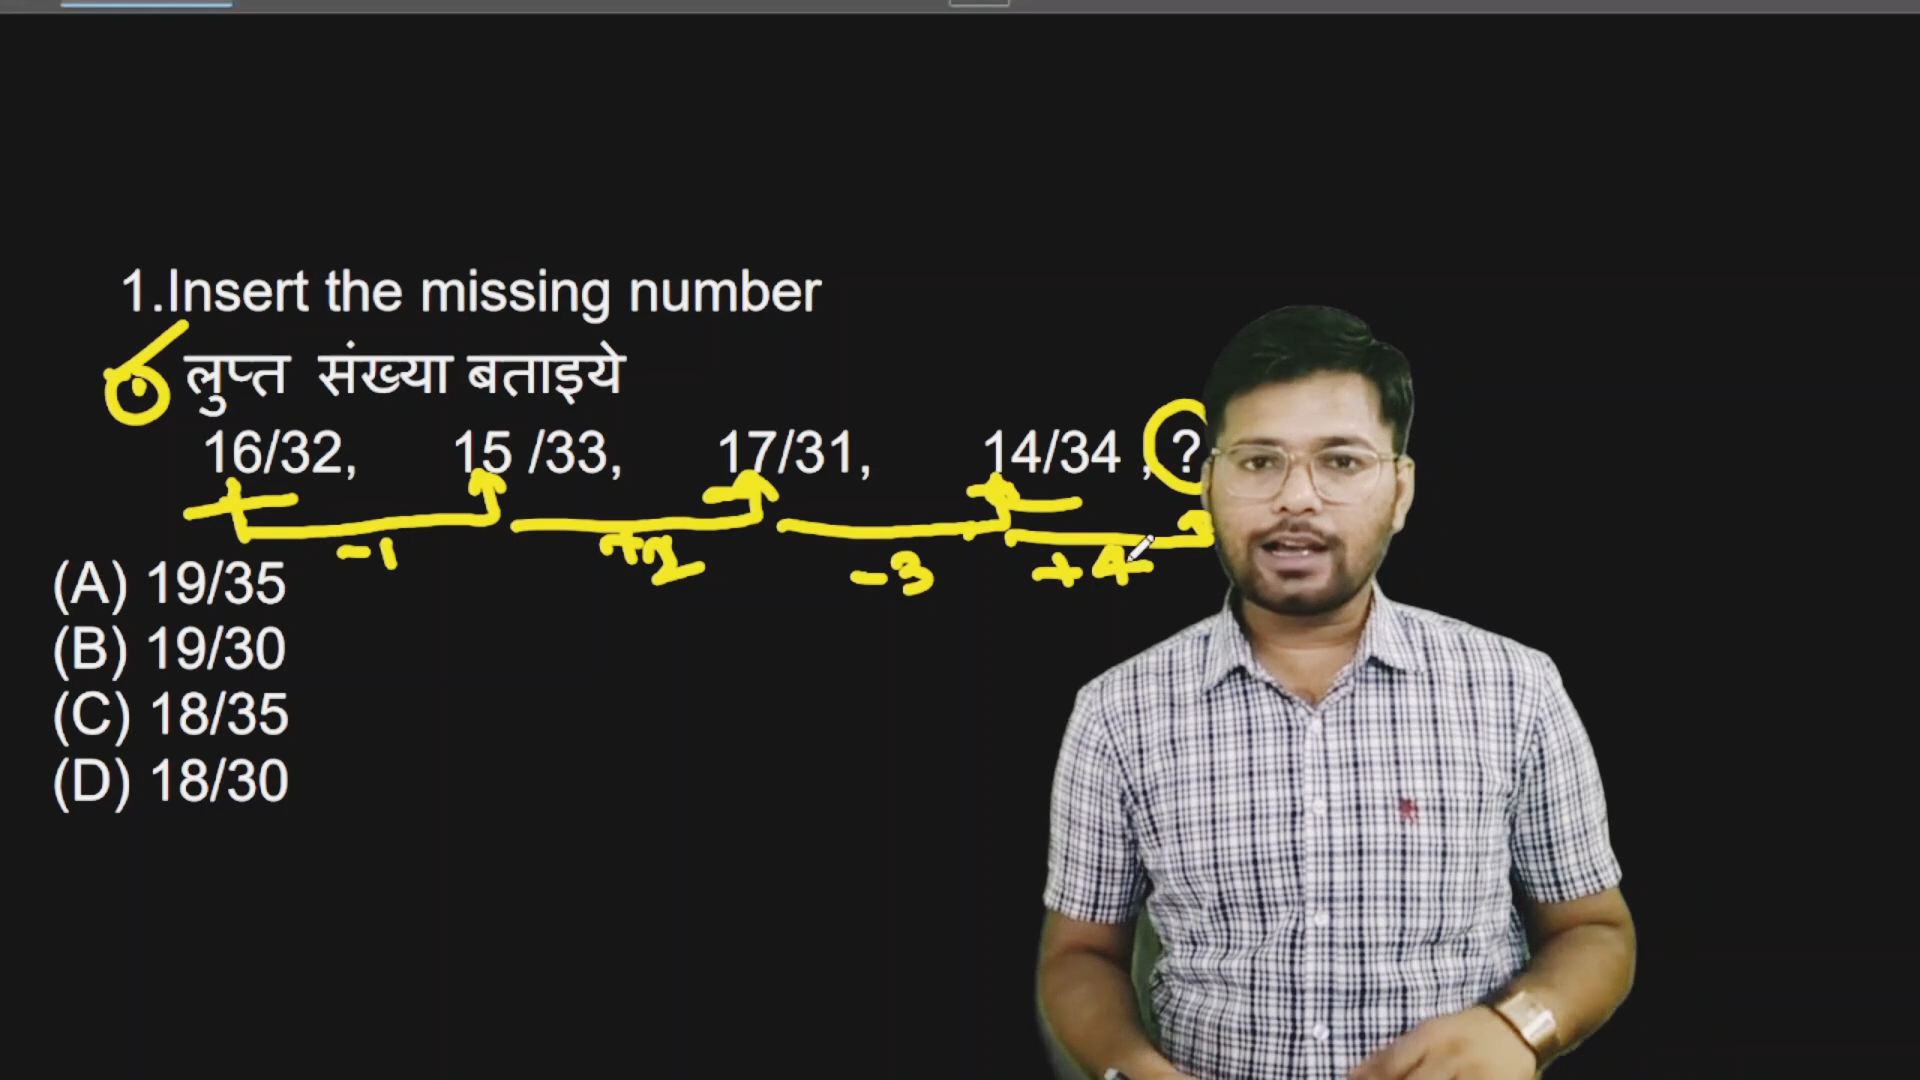 1.Insert the missing number
लुप्त संख्या बताइये
16/32, 15 /33, 17/31, 14/34 , ?
-1 +2 -3 +4
(A) 19/35
(B) 19/30
(C) 18/35
(D) 18/30